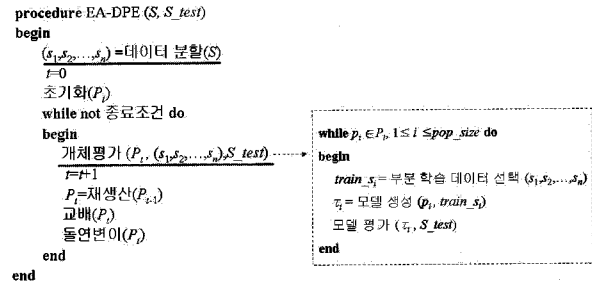 procedure EA-DPE (S, S_test)
begin
(s₁,s₂,...,sₙ) =데이터 분할(S)
t=0
초기화(Pₜ)
while not 종료조건 do
begin
개체평가 (Pₜ, (s₁,s₂,...,sₙ),S_test)
t=t+1
Pₜ=재생산(Pₜ₋₁)
교배(Pₜ)
돌연변이(Pₜ)
end
end
while pᵢ ∈Pₜ, 1≤ i ≤pop_size do
begin
train_sᵢ= 부분 학습 데이터 선택 (s₁,s₂,...,sₙ)
τᵢ= 모델 생성 (pᵢ, train_sᵢ)
모델 평가 (τᵢ, S_test)
end